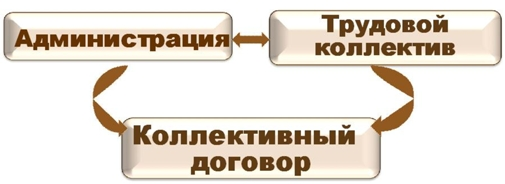 Администрация
Трудовой
коллектив
Коллективный
договор